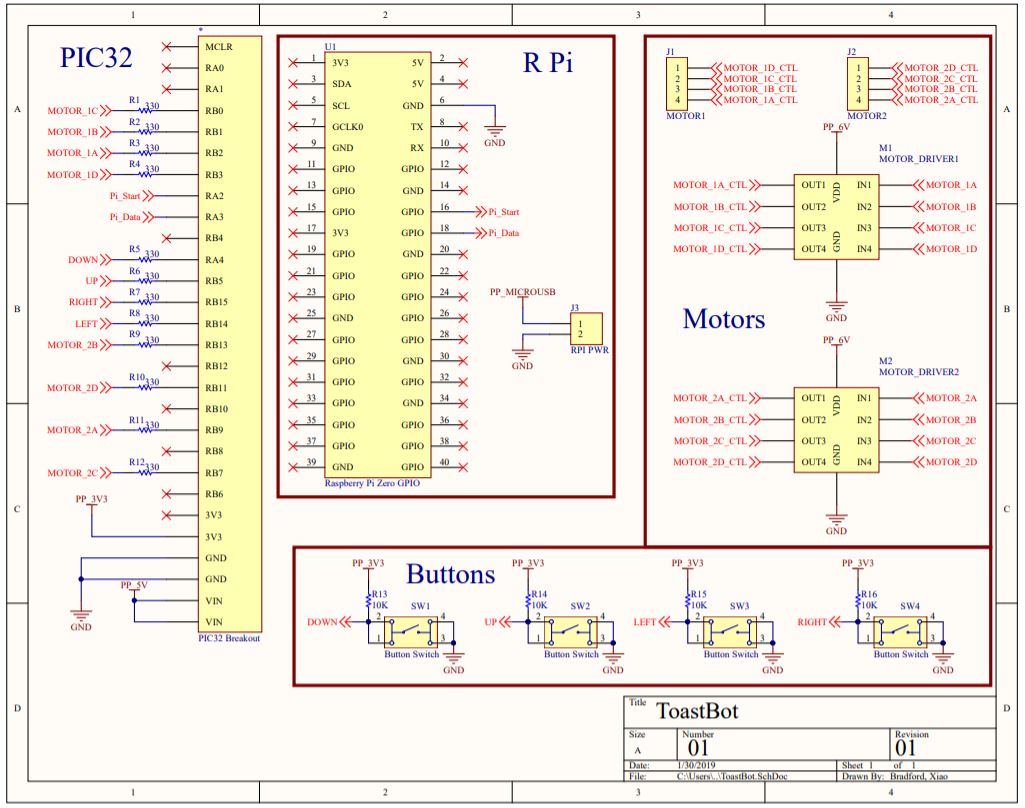 1 2 3 4
A
B
C
D
PIC32
*
MCLR
RA0
RA1
MOTOR_1C R1 330 RB0
MOTOR_1B R2 330 RB1
MOTOR_1A R3 330 RB2
MOTOR_1D R4 330 RB3
Pi_Start RA2
Pi_Data RA3
RB4
DOWN R5 330 RA4
UP R6 330 RB5
RIGHT R7 330 RB15
LEFT R8 330 RB14
MOTOR_2B R9 330 RB13
RB12
MOTOR_2D R10 330 RB11
RB10
MOTOR_2A R11 330 RB9
RB8
MOTOR_2C R12 330 RB7
RB6
PP_3V3 3V3
3V3
GND
GND
PP_5V VIN
GND VIN
PIC32 Breakout
R Pi
U1
1 3V3 5V 2
3 SDA 5V 4
5 SCL GND 6
7 GCLK0 TX 8
GND
9 GND RX 10
11 GPIO GPIO 12
13 GPIO GND 14
15 GPIO GPIO 16 Pi_Start
17 3V3 GPIO 18 Pi_Data
19 GPIO GND 20
21 GPIO GPIO 22
23 GPIO GPIO 24
25 GND GPIO 26
27 GPIO GPIO 28
29 GPIO GND 30
31 GPIO GPIO 32
33 GPIO GND 34
35 GPIO GPIO 36
37 GPIO GPIO 38
39 GND GPIO 40
Raspberry Pi Zero GPIO
PP_MICROUSB
J3
1
2
RPI PWR
GND
J1
1 MOTOR_1D_CTL
2 MOTOR_1C_CTL
3 MOTOR_1B_CTL
4 MOTOR_1A_CTL
MOTOR1
J2
1 MOTOR_2D_CTL
2 MOTOR_2C_CTL
3 MOTOR_2B_CTL
4 MOTOR_2A_CTL
MOTOR2
PP_6V
M1
MOTOR_DRIVER1
MOTOR_1A_CTL OUT1 VDD IN1 MOTOR_1A
MOTOR_1B_CTL OUT2 IN2 MOTOR_1B
MOTOR_1C_CTL OUT3 GND IN3 MOTOR_1C
MOTOR_1D_CTL OUT4 IN4 MOTOR_1D
GND
Motors
PP_6V
M2
MOTOR_DRIVER2
MOTOR_2A_CTL OUT1 VDD IN1 MOTOR_2A
MOTOR_2B_CTL OUT2 IN2 MOTOR_2B
MOTOR_2C_CTL OUT3 GND IN3 MOTOR_2C
MOTOR_2D_CTL OUT4 IN4 MOTOR_2D
GND
Buttons
PP_3V3
R13
10K
SW1
DOWN 2 4
1 3
Button Switch
GND
PP_3V3
R14
10K
SW2
UP 2 4
1 3
Button Switch
GND
PP_3V3
R15
10K
SW3
LEFT 2 4
1 3
Button Switch
GND
PP_3V3
R16
10K
SW4
RIGHT 2 4
1 3
Button Switch
GND
Title ToastBot
Size Number Revision
A 01 01
Date: 1/30/2019 Sheet 1 of 1
File: C:\Users\..\ToastBot.SchDoc Drawn By: Bradford, Xiao
A
B
C
D
1 2 3 4